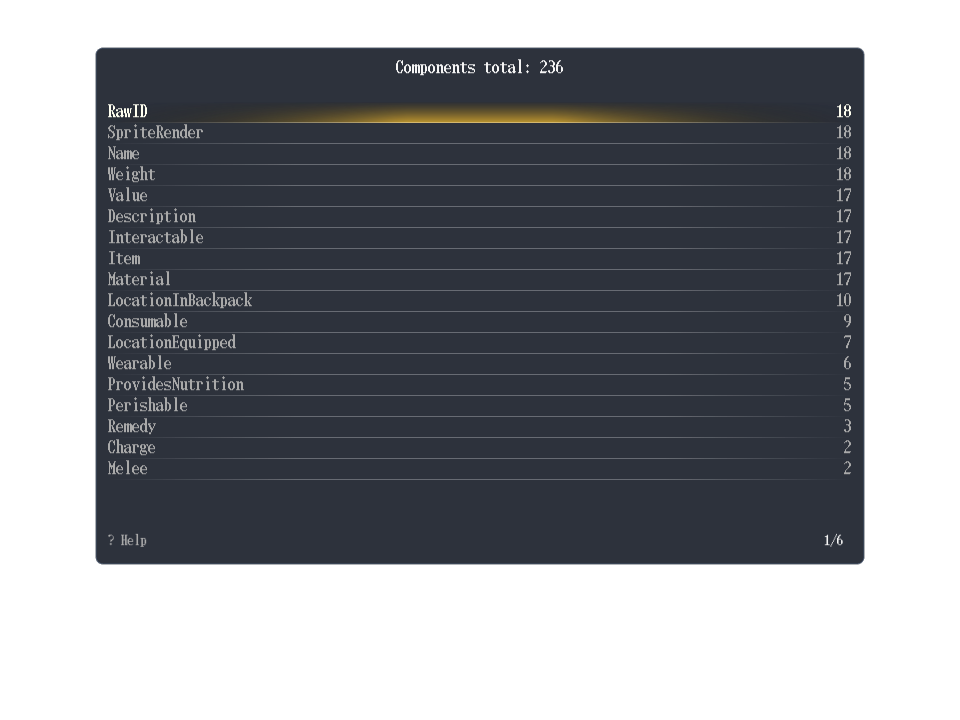 Components total: 236
RawID 18
SpriteRender 18
Name 18
Weight 18
Value 17
Description 17
Interactable 17
Item 17
Material 17
LocationInBackpack 10
Consumable 9
LocationEquipped 7
Wearable 6
ProvidesNutrition 5
Perishable 5
Remedy 3
Charge 2
Melee 2
? Help 1/6